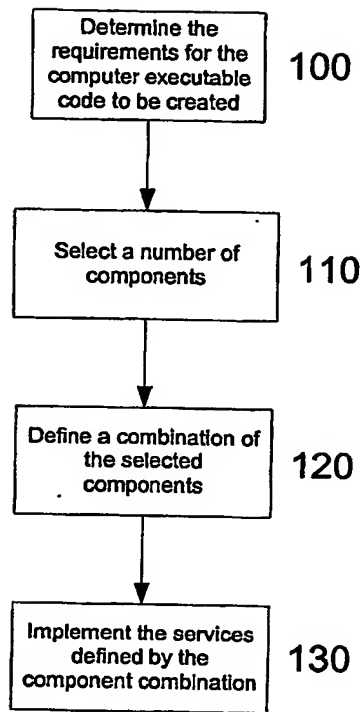 Determine the
requirements for the
computer executable
code to be created
100
Select a number of
components
110
Define a combination of
the selected
components
120
Implement the services
defined by the
component combination
130